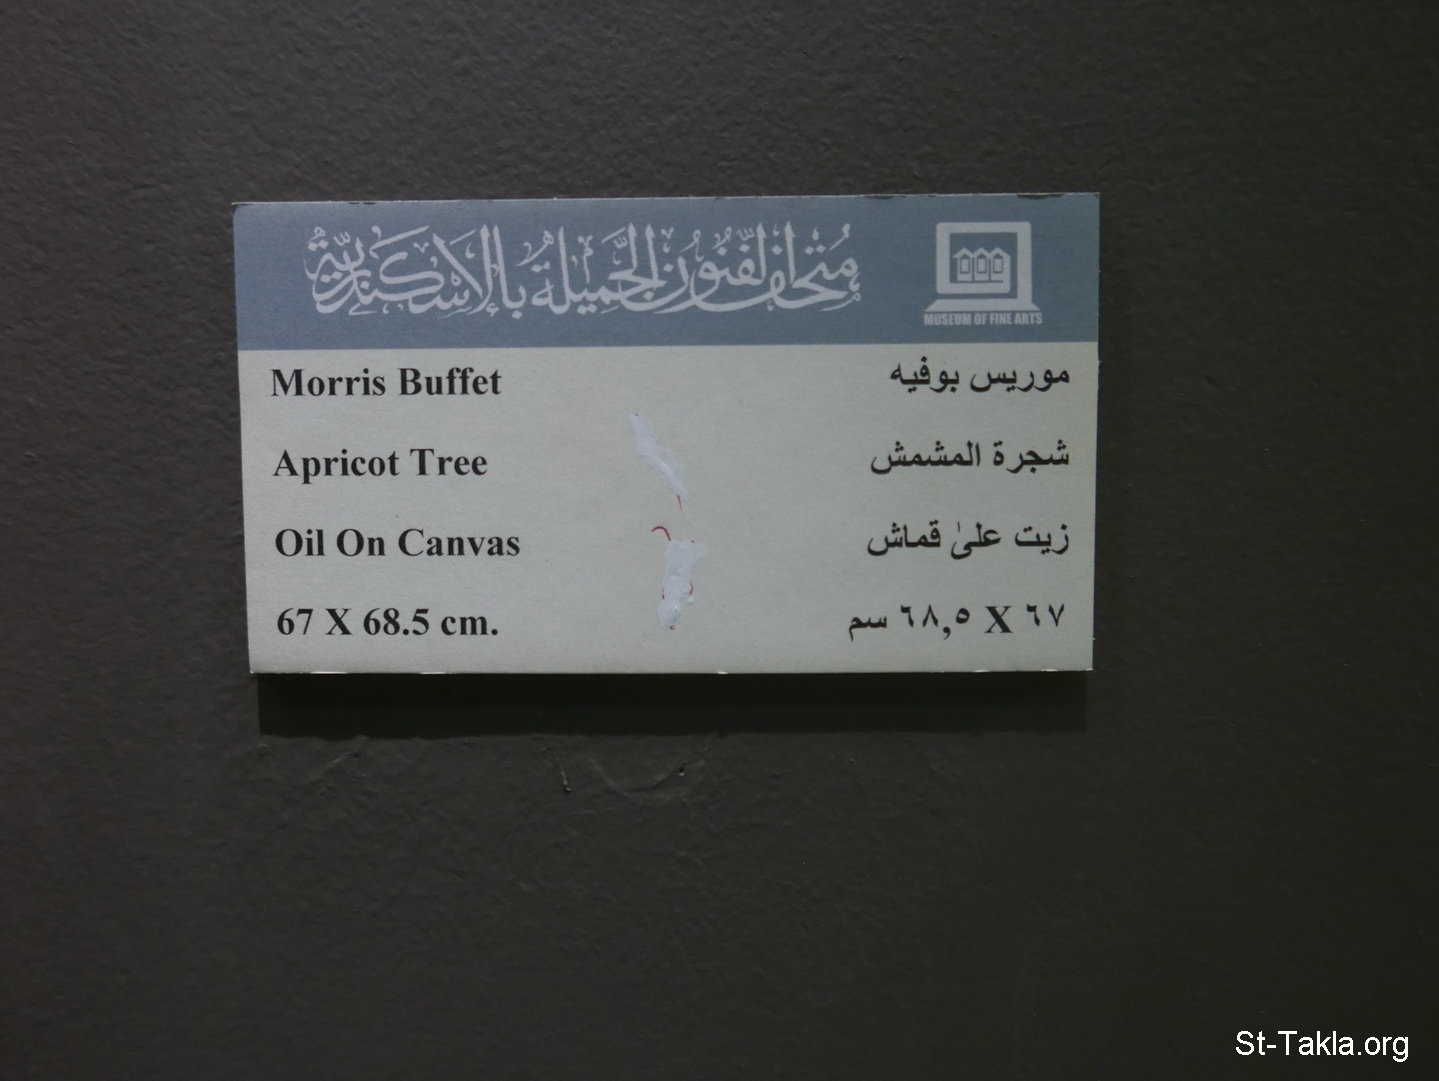 متحف الفنون الجميلة بالإسكندرية
MUSEUM OF FINE ARTS
Morris Buffet
موريس بوفيه
Apricot Tree
شجرة المشمش
Oil On Canvas
زيت على قماش
67 X 68.5 cm.
٦٧ X ٦٨,٥ سم
St-Takla.org